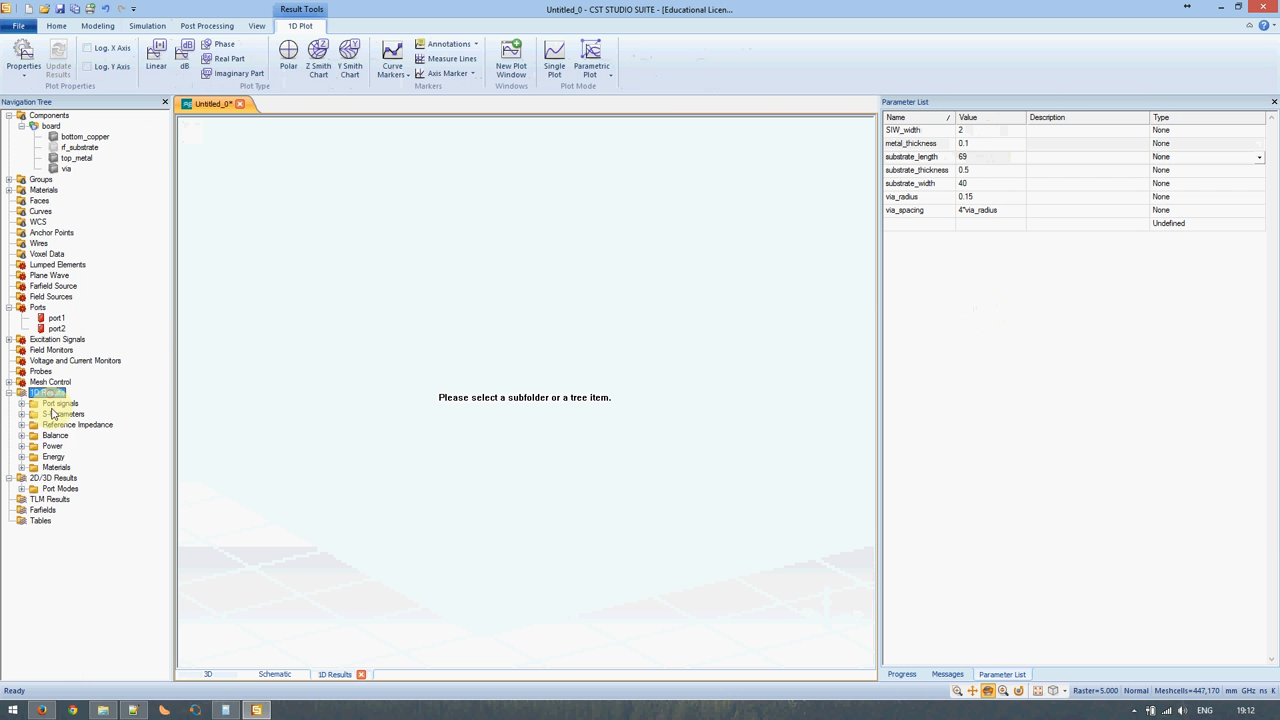 Result Tools
Untitled_0 - CST STUDIO SUITE - [Educational Licen...
File
Home
Modeling
Simulation
Post Processing
View
1D Plot
Properties
Update Results
Log. X Axis
Log. Y Axis
Plot Properties
Linear
dB
Phase
Real Part
Imaginary Part
Plot Type
Polar
Z Smith Chart
Y Smith Chart
Curve Markers
Annotations
Measure Lines
Axis Marker
Markers
New Plot Window
Windows
Single Plot
Parametric Plot
Plot Mode
Navigation Tree
Untitled_0*
Components
board
bottom_copper
rf_substrate
top_metal
via
Groups
Materials
Faces
Curves
WCS
Anchor Points
Wires
Voxel Data
Lumped Elements
Plane Wave
Farfield Source
Field Sources
Ports
port1
port2
Excitation Signals
Field Monitors
Voltage and Current Monitors
Probes
Mesh Control
1D
Port signals
S-Parameters
Reference Impedance
Balance
Power
Energy
Materials
2D/3D Results
Port Modes
TLM Results
Farfields
Tables
Please select a subfolder or a tree item.
3D
Schematic
1D Results
Parameter List
Name / Value Description Type
SIW_width 2 None
metal_thickness 0.1 None
substrate_length 69 None
substrate_thickness 0.5 None
substrate_width 40 None
via_radius 0.15 None
via_spacing 4*via_radius None
Undefined
Progress
Messages
Parameter List
Ready
Raster=5.000 Normal Meshcells=447,170 mm GHz ns K
ENG 19:12